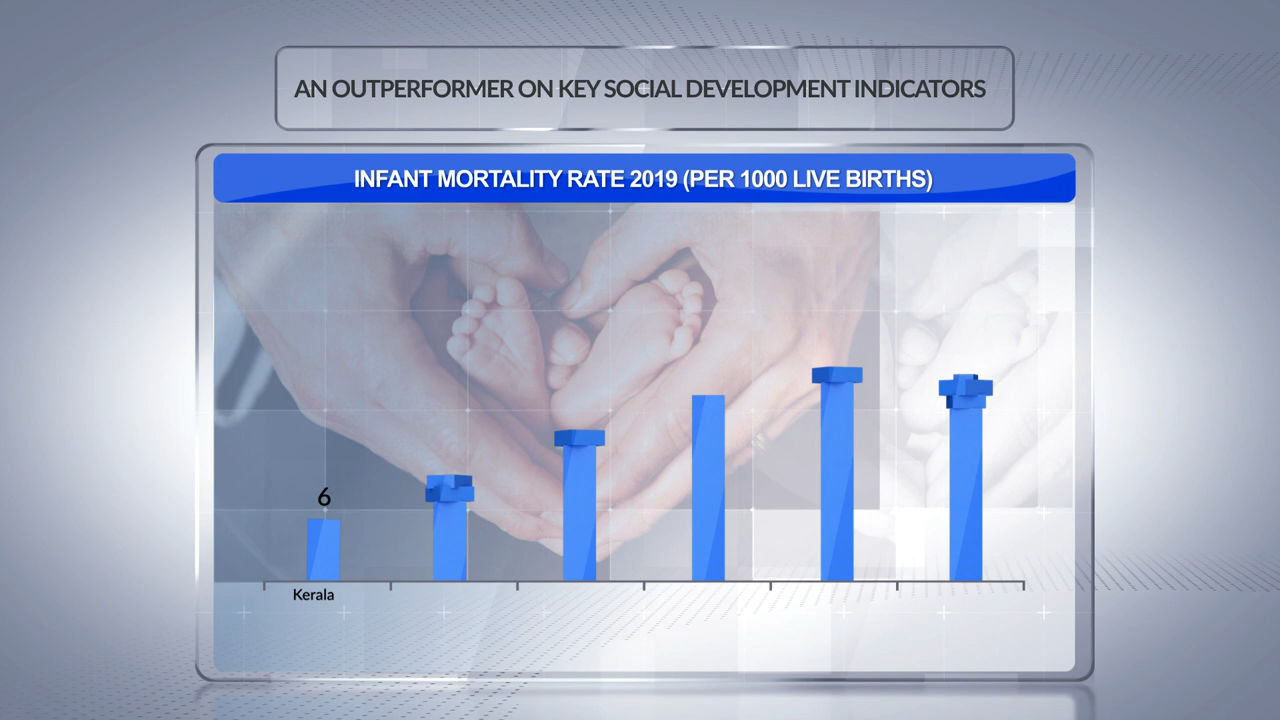 AN OUTPERFORMER ON KEY SOCIAL DEVELOPMENT INDICATORS
INFANT MORTALITY RATE 2019 (PER 1000 LIVE BIRTHS)
6
Kerala